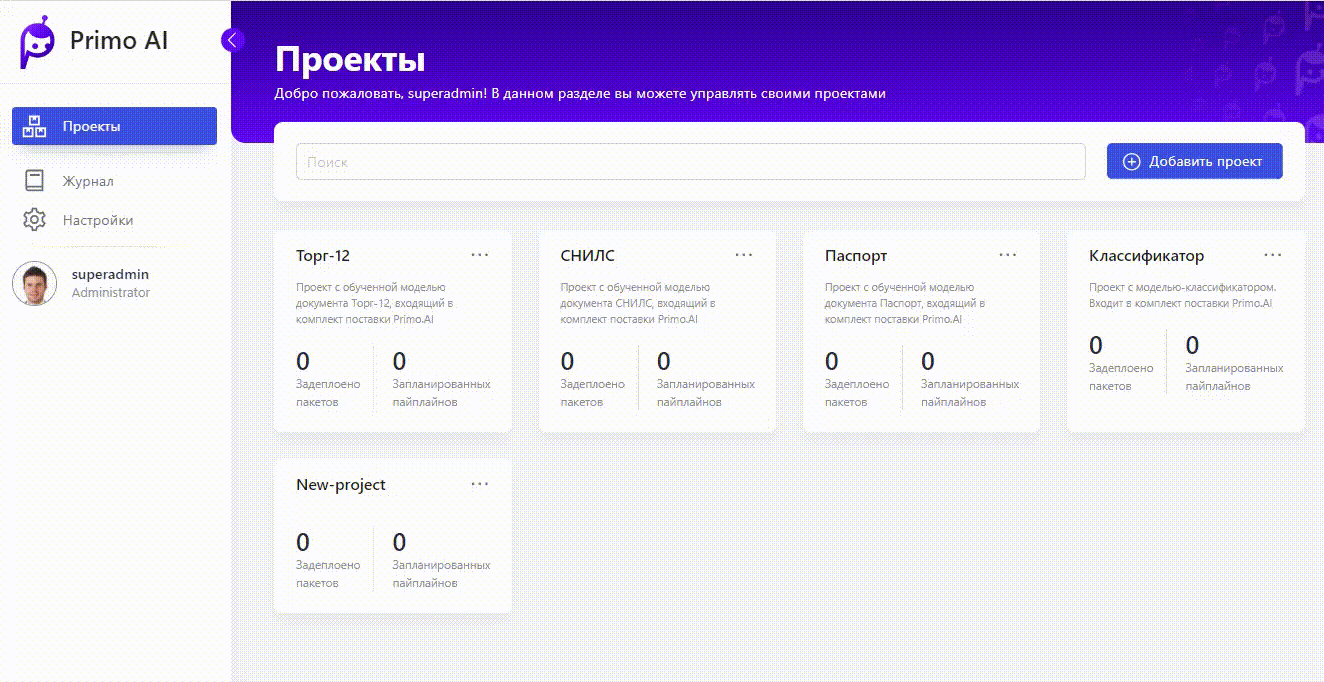 Primo AI
Проекты
Журнал
Настройки
superadmin
Administrator
Проекты
Добро пожаловать, superadmin! В данном разделе вы можете управлять своими проектами
Поиск
Добавить проект
Торг-12
Проект с обученной моделью
документа Торг-12, входящий в
комплект поставки Primo.AI
0
Задеплоено
пакетов
0
Запланированных
пайплайнов
СНИЛС
Проект с обученной моделью
документа СНИЛС, входящий в
комплект поставки Primo.AI
0
Задеплоено
пакетов
0
Запланированных
пайплайнов
Паспорт
Проект с обученной моделью
документа Паспорт, входящий в
комплект поставки Primo.AI
0
Задеплоено
пакетов
0
Запланированных
пайплайнов
Классификатор
Проект с моделью-классификатором.
Входит в комплект поставки Primo.AI
0
Задеплоено
пакетов
0
Запланированных
пайплайнов
New-project
0
Задеплоено
пакетов
0
Запланированных
пайплайнов